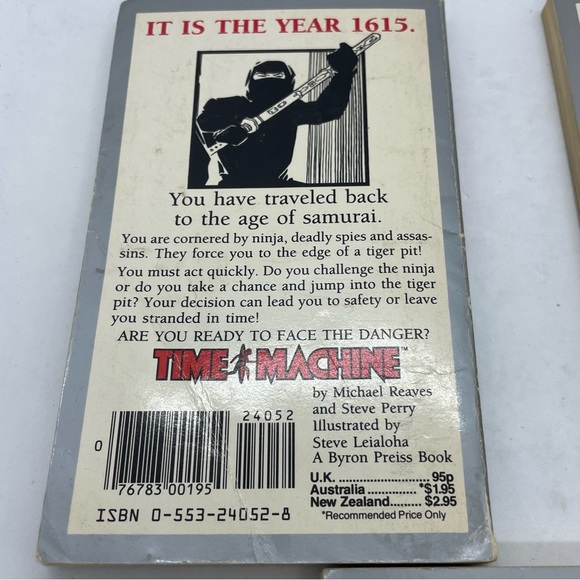 IT IS THE YEAR 1615.
You have traveled back
to the age of samurai.
You are cornered by ninja, deadly spies and assas-
sins. They force you to the edge of a tiger pit!
You must act quickly. Do you challenge the ninja
or do you take a chance and jump into the tiger
pit? Your decision can lead you to safety or leave
you stranded in time!
ARE YOU READY TO FACE THE DANGER?
TIME MACHINE™
by Michael Reaves
and Steve Perry
Illustrated by
Steve Leialoha
A Byron Preiss Book
24052
0
76783 00195
ISBN 0-553-24052-8
U.K. .......................... 95p
Australia .............. *$1.95
New Zealand......... $2.95
*Recommended Price Only